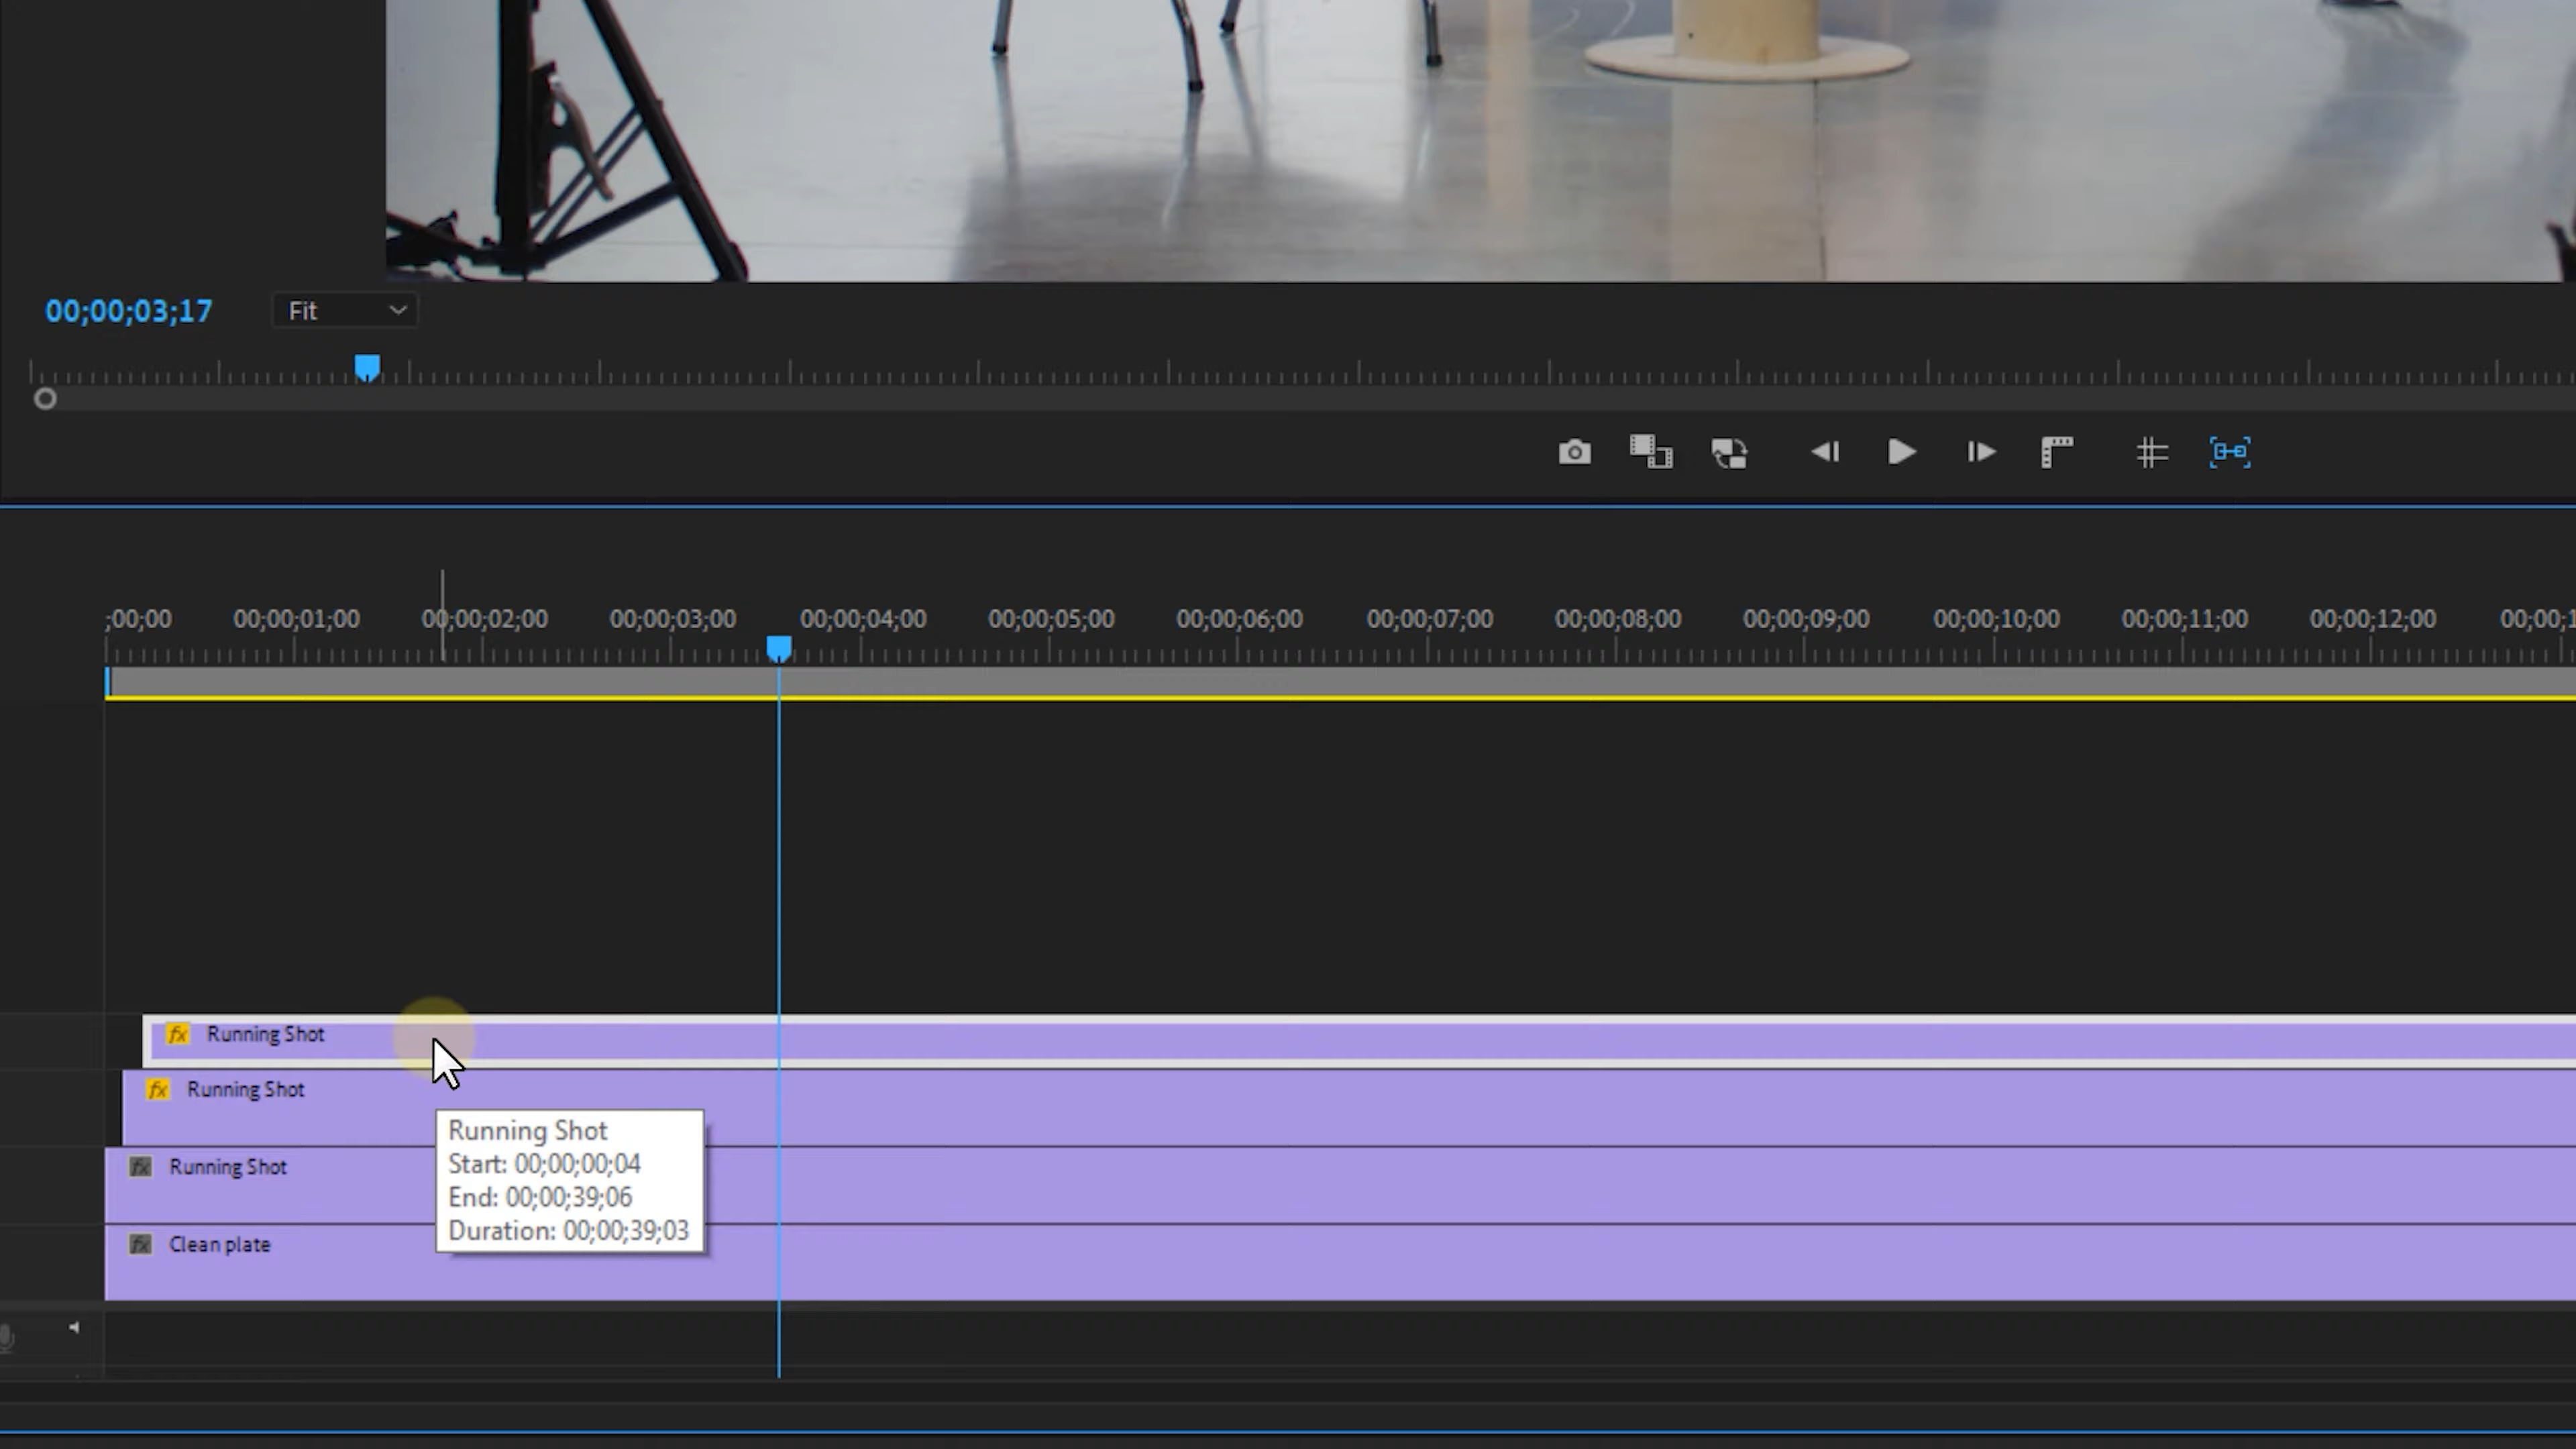 00;00;03;17 Fit
;00;00 00;00;01;00 00;00;02;00 00;00;03;00 00;00;04;00 00;00;05;00 00;00;06;00 00;00;07;00 00;00;08;00 00;00;09;00 00;00;10;00 00;00;11;00 00;00;12;00 00;00;1
fx Running Shot
fx Running Shot
Running Shot
Start: 00;00;00;04
End: 00;00;39;06
Duration: 00;00;39;03
fx Running Shot
fx Clean plate